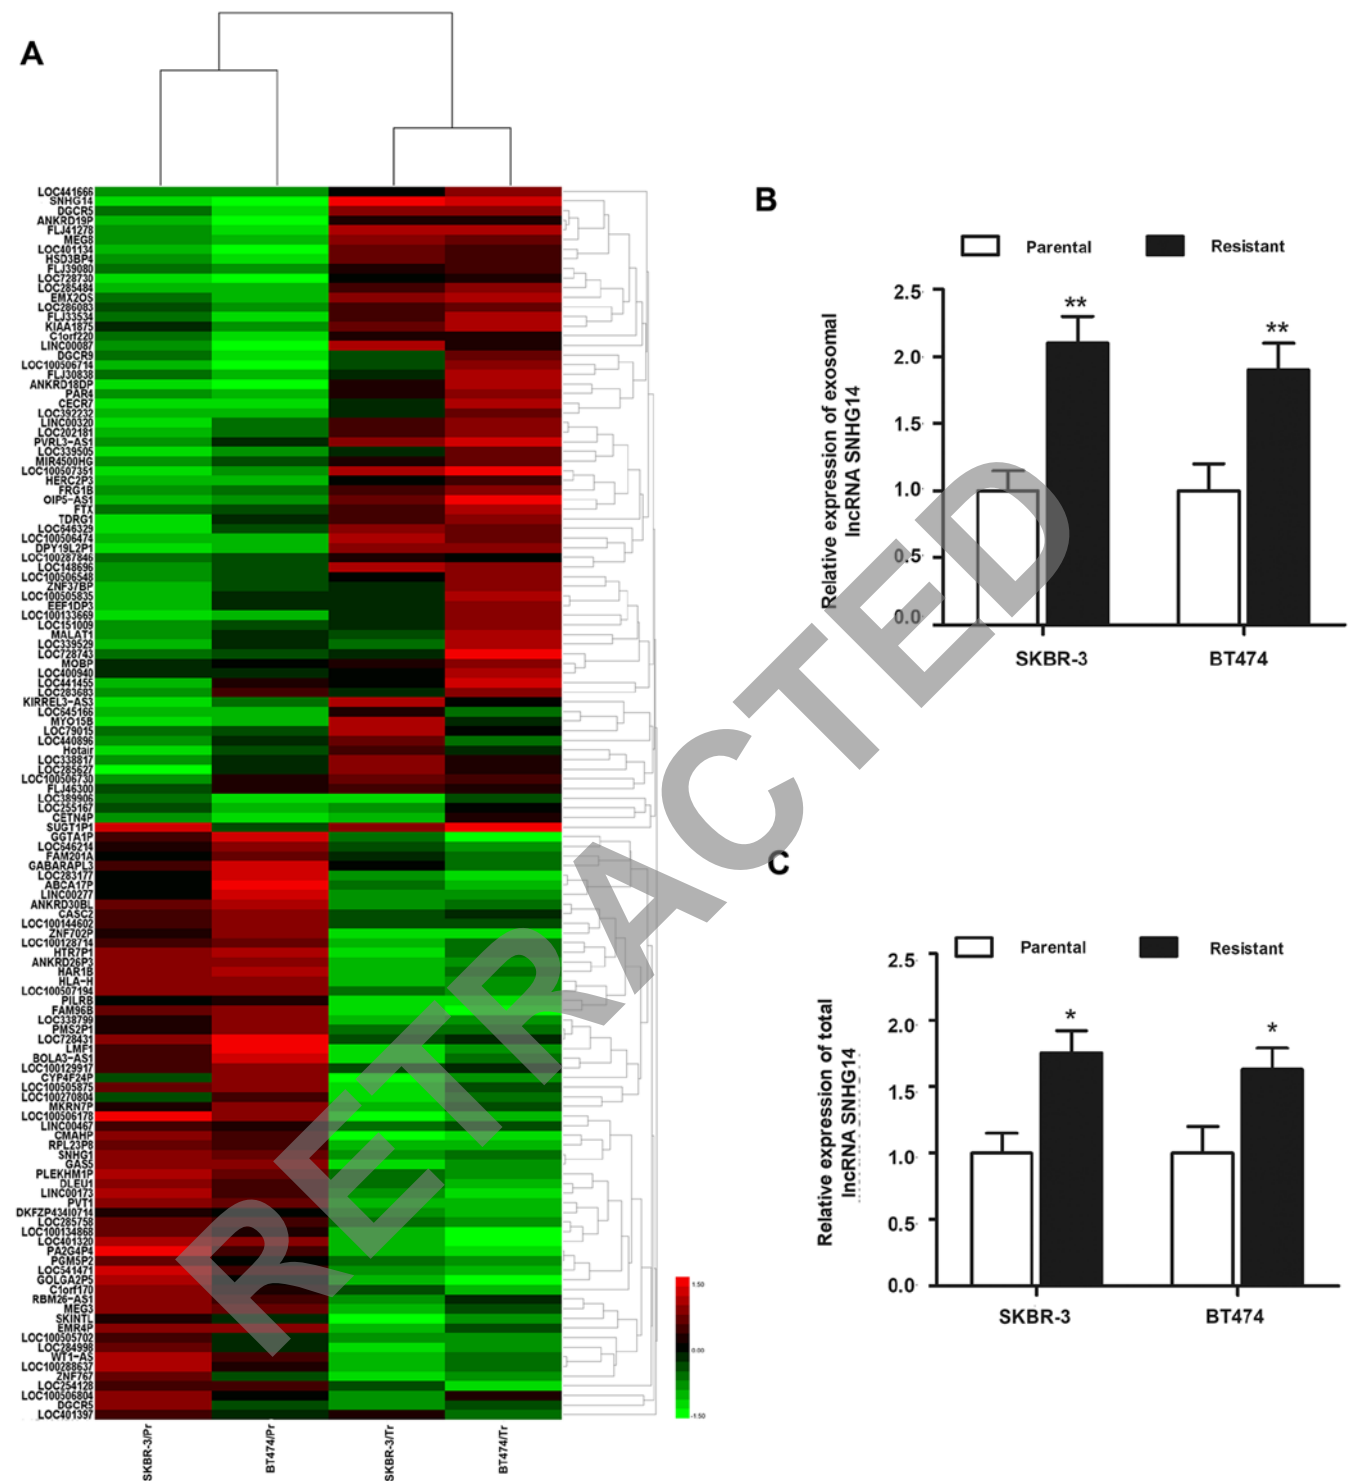 A
LOC441666
SNHG14
DGCR5
ANKRD19P
FLJ41278
MEG8
LOC401134
HSD3BP4
FLJ39080
LOC728730
LOC285484
EMX2OS
LOC286083
FLJ33534
KIAA1875
C1orf220
LINC00087
DGCR9
LOC100506714
FLJ30838
ANKRD18DP
PAR4
CECR7
LOC392232
LINC00320
LOC202181
PVRL3-AS1
LOC339505
MIR4500HG
LOC100507351
HERC2P3
FRG1B
OIP5-AS1
FTX
TDRG1
LOC646329
LOC100506474
DPY19L2P1
LOC100287846
LOC148696
LOC100506548
ZNF37BP
LOC100505835
EEF1DP3
LOC100133669
LOC151009
MALAT1
LOC339529
LOC728743
MOBP
LOC400940
LOC441455
LOC283683
KIRREL3-AS3
LOC645166
MYO15B
LOC79015
LOC440896
Hotair
LOC338817
LOC285627
LOC100506730
FLJ46300
LOC389906
LOC255167
CETN4P
SUGT1P1
GGTA1P
LOC646214
FAM201A
GABARAPL3
LOC283177
ABCA17P
LINC00277
ANKRD30BL
CASC2
LOC100144602
ZNF702P
LOC100128714
HTR7P1
ANKRD26P3
HAR1B
HLA-H
LOC100507194
PILRB
FAM96B
LOC338799
PMS2P1
LOC728431
LMF1
BOLA3-AS1
LOC100129917
CYP4F24P
LOC100505875
LOC100270804
MKRN7P
LOC100506178
LINC00467
CMAHP
RPL23P8
SNHG1
GAS5
PLEKHM1P
DLEU1
LINC00173
PVT1
DKFZP434I0714
LOC285758
LOC100134868
LOC401320
PA2G4P4
PGM5P2
LOC541471
GOLGA2P5
C1orf170
RBM26-AS1
MEG3
SKINTL
EMR4P
LOC100505702
LOC284998
WT1-AS
LOC100288637
ZNF767
LOC254128
LOC100506804
DGCR5
LOC401397
SKBR-3/Pr
BT474/Pr
SKBR-3/Tr
BT474/Tr
1.50
0.00
-1.50
B
Parental
Resistant
Relative expression of exosomal
lncRNA SNHG14
2.5
2.0
1.5
1.0
0.5
0.0
**
**
SKBR-3
BT474
C
Parental
Resistant
Relative expression of total
lncRNA SNHG14
2.5
2.0
1.5
1.0
0.5
0.0
*
*
SKBR-3
BT474
RETRACTED